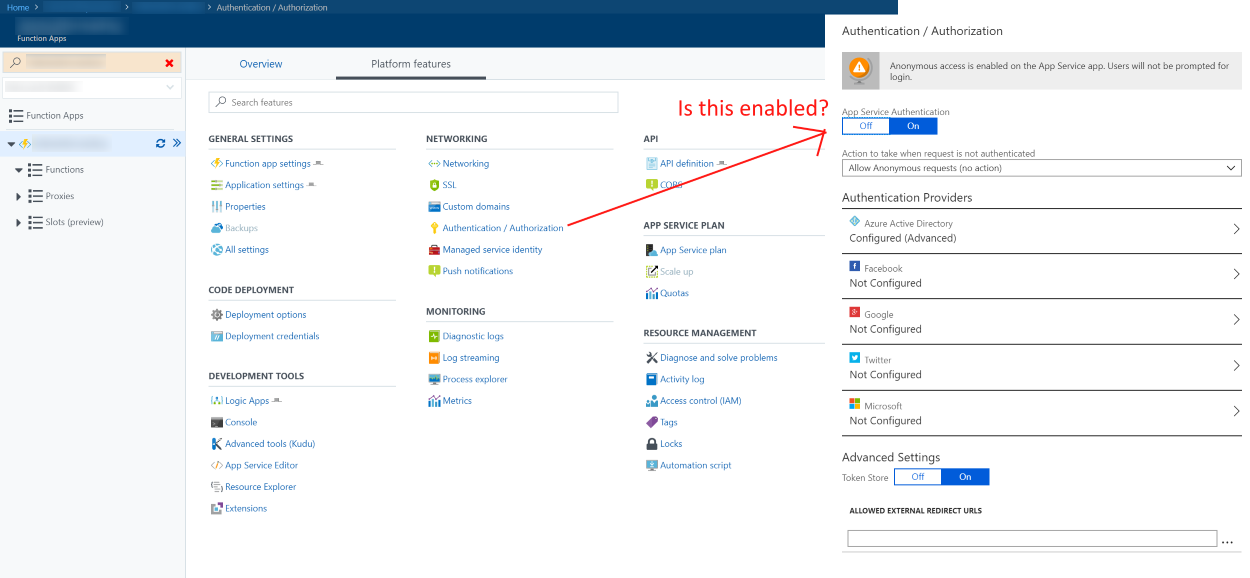 Home > > > Authentication / Authorization
Function Apps
Function Apps
Functions
Proxies
Slots (preview)
Overview
Platform features
Search features
GENERAL SETTINGS
Function app settings
Application settings
Properties
Backups
All settings
CODE DEPLOYMENT
Deployment options
Deployment credentials
DEVELOPMENT TOOLS
Logic Apps
Console
Advanced tools (Kudu)
App Service Editor
Resource Explorer
Extensions
NETWORKING
Networking
SSL
Custom domains
Authentication / Authorization
Managed service identity
Push notifications
MONITORING
Diagnostic logs
Log streaming
Process explorer
Metrics
API
API definition
CORS
APP SERVICE PLAN
App Service plan
Scale up
Quotas
RESOURCE MANAGEMENT
Diagnose and solve problems
Activity log
Access control (IAM)
Tags
Locks
Automation script
Is this enabled?
Authentication / Authorization
Anonymous access is enabled on the App Service app. Users will not be prompted for
login.
App Service Authentication
Off On
Action to take when request is not authenticated
Allow Anonymous requests (no action)
Authentication Providers
Azure Active Directory
Configured (Advanced)
Facebook
Not Configured
Google
Not Configured
Twitter
Not Configured
Microsoft
Not Configured
Advanced Settings
Token Store Off On
ALLOWED EXTERNAL REDIRECT URLS
...